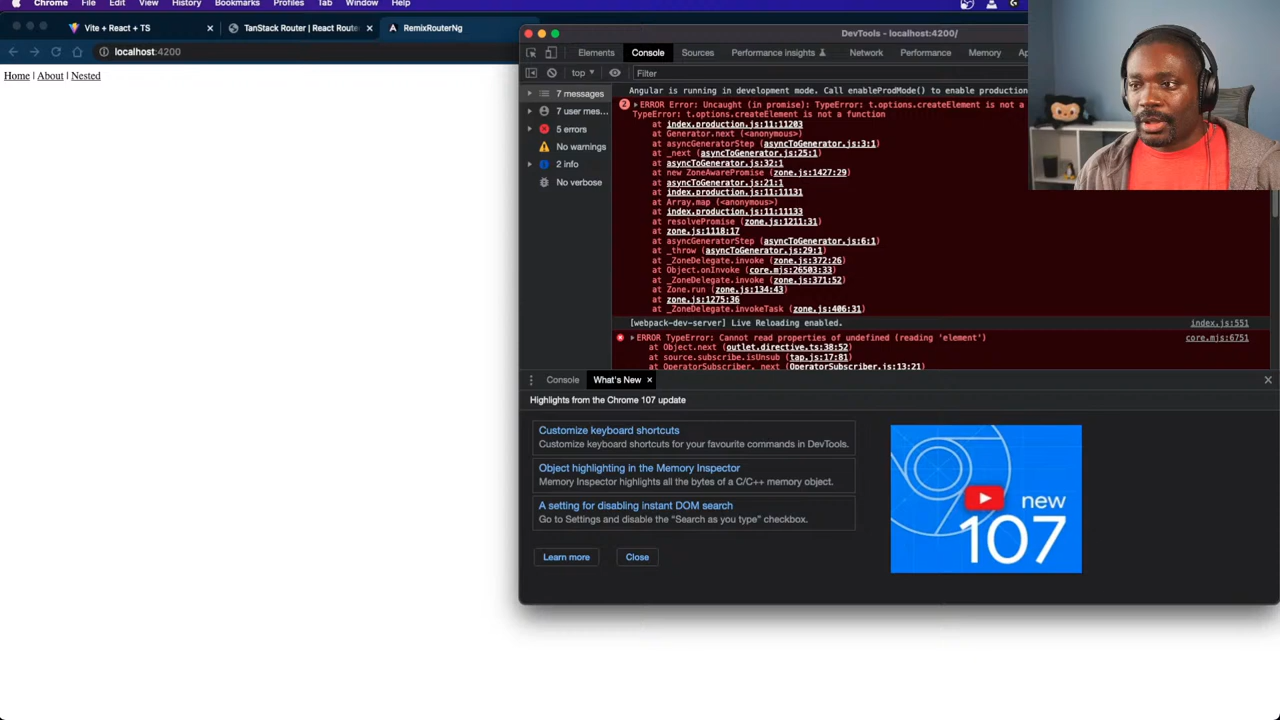 Chrome File Edit View History Bookmarks Profiles Tab Window Help
Vite + React + TS
TanStack Router | React Route
RemixRouterNg
localhost:4200
Home | About | Nested
DevTools - localhost:4200/
Elements Console Sources Performance insights Network Performance Memory Ap
top Filter
7 messages
7 user mes...
5 errors
No warnings
2 info
No verbose
Angular is running in development mode. Call enableProdMode() to enable production
2 ERROR Error: Uncaught (in promise): TypeError: t.options.createElement is not a
TypeError: t.options.createElement is not a function
at index.production.js:11:11203
at Generator.next (<anonymous>)
at asyncGeneratorStep (asyncToGenerator.js:3:1)
at _next (asyncToGenerator.js:25:1)
at asyncToGenerator.js:32:1
at new ZoneAwarePromise (zone.js:1427:29)
at asyncToGenerator.js:21:1
at index.production.js:11:11131
at Array.map (<anonymous>)
at index.production.js:11:11133
at resolvePromise (zone.js:1211:31)
at zone.js:1118:17
at asyncGeneratorStep (asyncToGenerator.js:6:1)
at _throw (asyncToGenerator.js:29:1)
at _ZoneDelegate.invoke (zone.js:372:26)
at Object.onInvoke (core.mjs:26503:33)
at _ZoneDelegate.invoke (zone.js:371:52)
at Zone.run (zone.js:134:43)
at zone.js:1275:36
at _ZoneDelegate.invokeTask (zone.js:406:31)
[webpack-dev-server] Live Reloading enabled. index.js:551
ERROR TypeError: Cannot read properties of undefined (reading 'element') core.mjs:6751
at Object.next (outlet.directive.ts:38:52)
at source.subscribe.isUnsub (tap.js:17:81)
at OperatorSubscriber._next (OperatorSubscriber.js:13:21)
Console What's New
Highlights from the Chrome 107 update
Customize keyboard shortcuts
Customize keyboard shortcuts for your favourite commands in DevTools.
Object highlighting in the Memory Inspector
Memory Inspector highlights all the bytes of a C/C++ memory object.
A setting for disabling instant DOM search
Go to Settings and disable the “Search as you type” checkbox.
Learn more Close
new
107